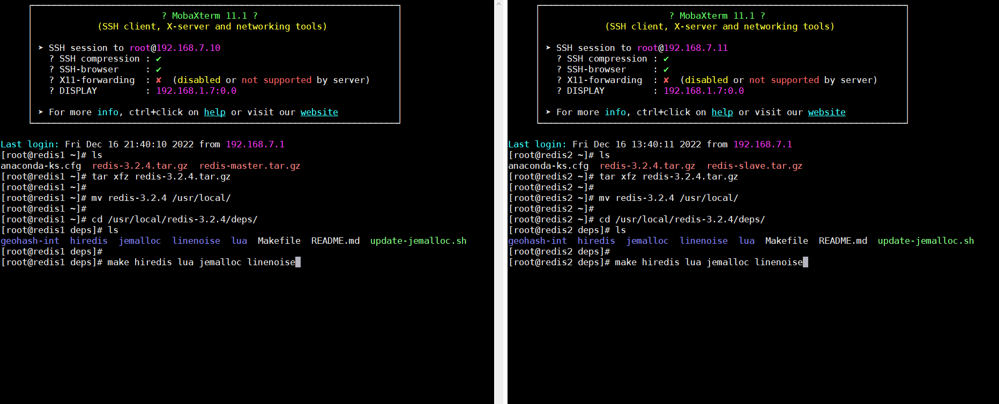 ? MobaXterm 11.1 ?
(SSH client, X-server and networking tools)
➤ SSH session to root@192.168.7.10
? SSH compression : ✔
? SSH-browser     : ✔
? X11-forwarding  : ✘  (disabled or not supported by server)
? DISPLAY         : 192.168.1.7:0.0
➤ For more info, ctrl+click on help or visit our website
Last login: Fri Dec 16 21:40:10 2022 from 192.168.7.1
[root@redis1 ~]# ls
anaconda-ks.cfg  redis-3.2.4.tar.gz  redis-master.tar.gz
[root@redis1 ~]# tar xfz redis-3.2.4.tar.gz
[root@redis1 ~]#
[root@redis1 ~]# mv redis-3.2.4 /usr/local/
[root@redis1 ~]#
[root@redis1 ~]# cd /usr/local/redis-3.2.4/deps/
[root@redis1 deps]# ls
geohash-int  hiredis  jemalloc  linenoise  lua  Makefile  README.md  update-jemalloc.sh
[root@redis1 deps]#
[root@redis1 deps]# make hiredis lua jemalloc linenoise
? MobaXterm 11.1 ?
(SSH client, X-server and networking tools)
➤ SSH session to root@192.168.7.11
? SSH compression : ✔
? SSH-browser     : ✔
? X11-forwarding  : ✘  (disabled or not supported by server)
? DISPLAY         : 192.168.1.7:0.0
➤ For more info, ctrl+click on help or visit our website
Last login: Fri Dec 16 13:40:11 2022 from 192.168.7.1
[root@redis2 ~]# ls
anaconda-ks.cfg  redis-3.2.4.tar.gz  redis-slave.tar.gz
[root@redis2 ~]# tar xfz redis-3.2.4.tar.gz
[root@redis2 ~]#
[root@redis2 ~]# mv redis-3.2.4 /usr/local/
[root@redis2 ~]#
[root@redis2 ~]# cd /usr/local/redis-3.2.4/deps/
[root@redis2 deps]# ls
geohash-int  hiredis  jemalloc  linenoise  lua  Makefile  README.md  update-jemalloc.sh
[root@redis2 deps]#
[root@redis2 deps]# make hiredis lua jemalloc linenoise